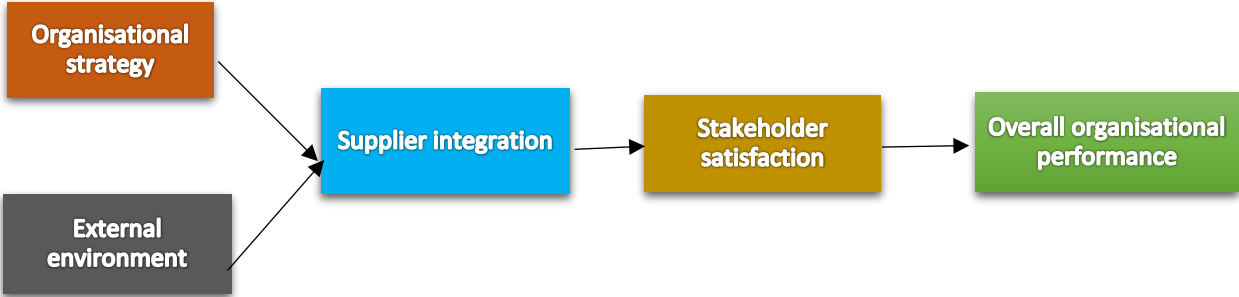 Organisational
strategy
External
environment
Supplier integration
Stakeholder
satisfaction
Overall organisational
performance